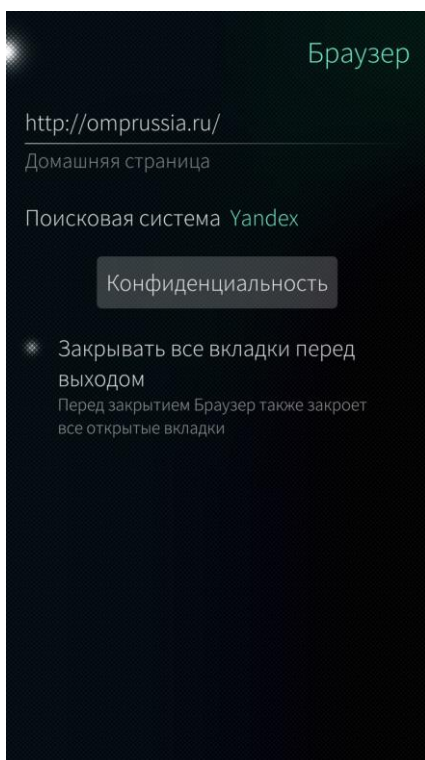 Браузер
http://omprussia.ru/
Домашняя страница
Поисковая система Yandex
Конфиденциальность
Закрывать все вкладки перед
выходом
Перед закрытием Браузер также закроет
все открытые вкладки